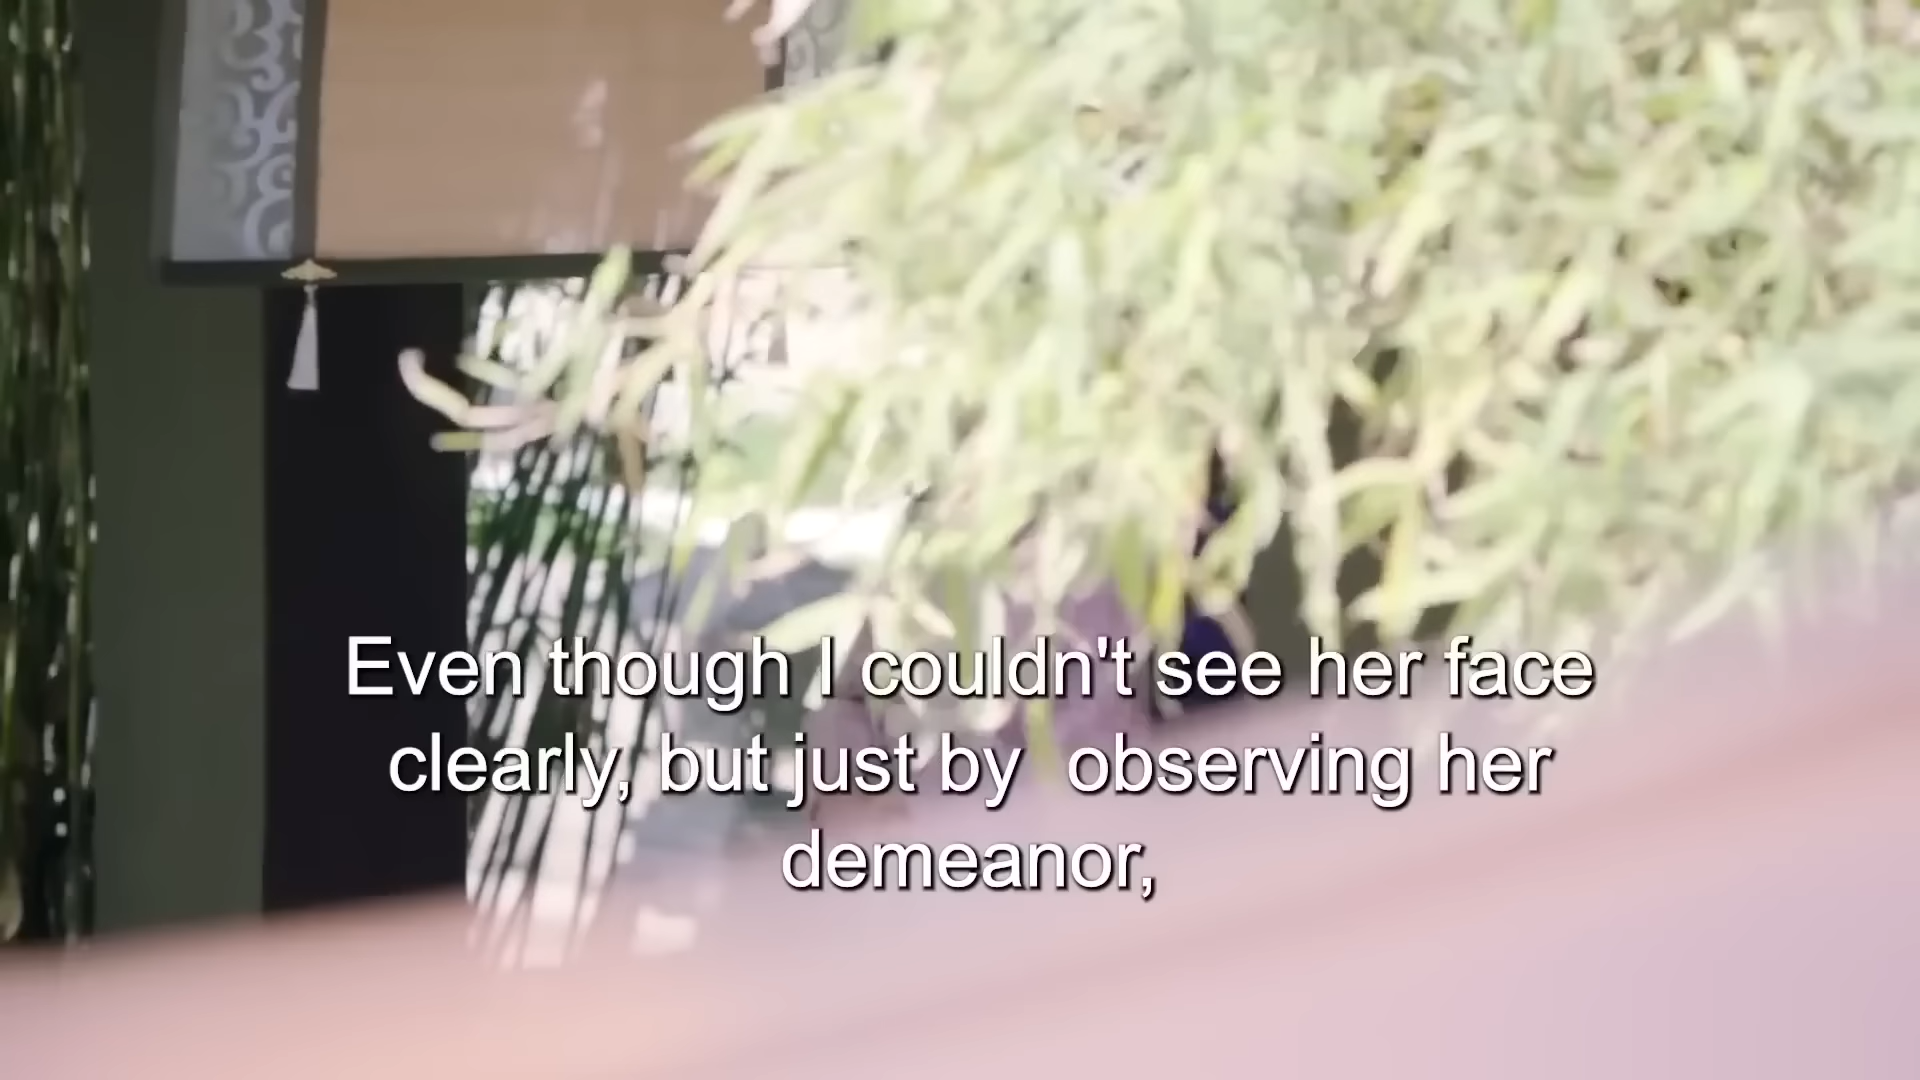 Even though I couldn't see her face
clearly, but just by  observing her
demeanor,